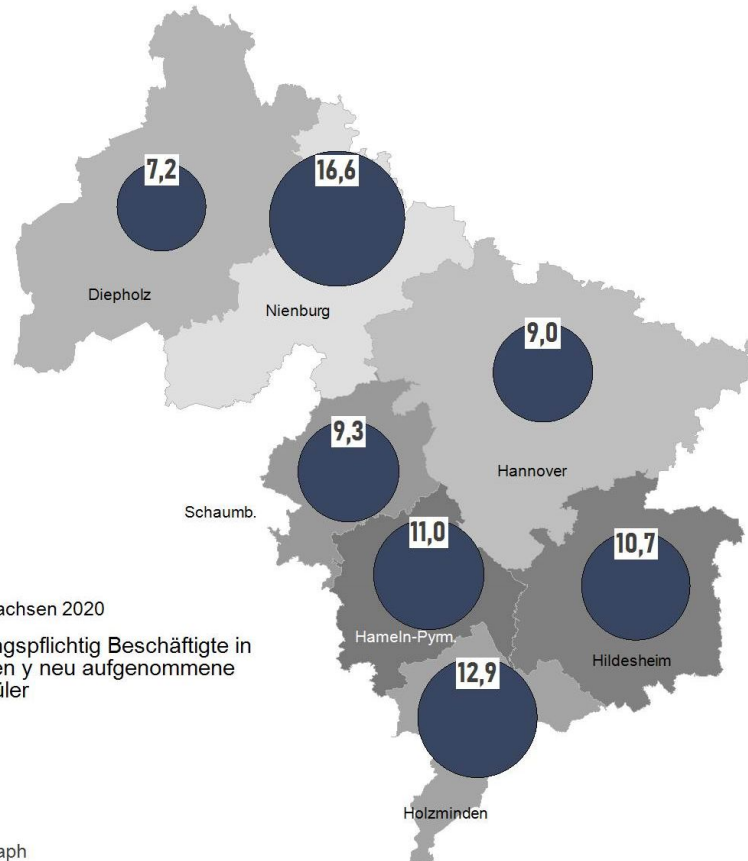 7,2
16,6
Diepholz
Nienburg
9,0
9,3
Hannover
Schaumb.
11,0
10,7
achsen 2020
gspflichtig Beschäftigte in
Hameln-Pyrm.
en y neu aufgenommene
Hildesheim
üler
12,9
Holzminden
aph